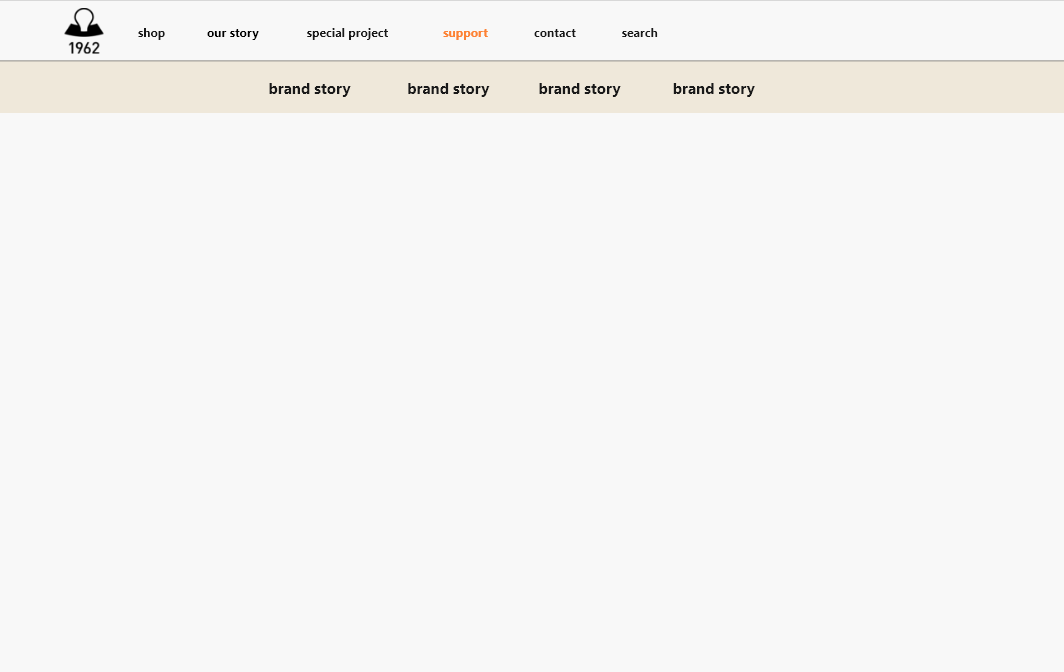 1962
shop our story special project support contact search
brand story brand story brand story brand story